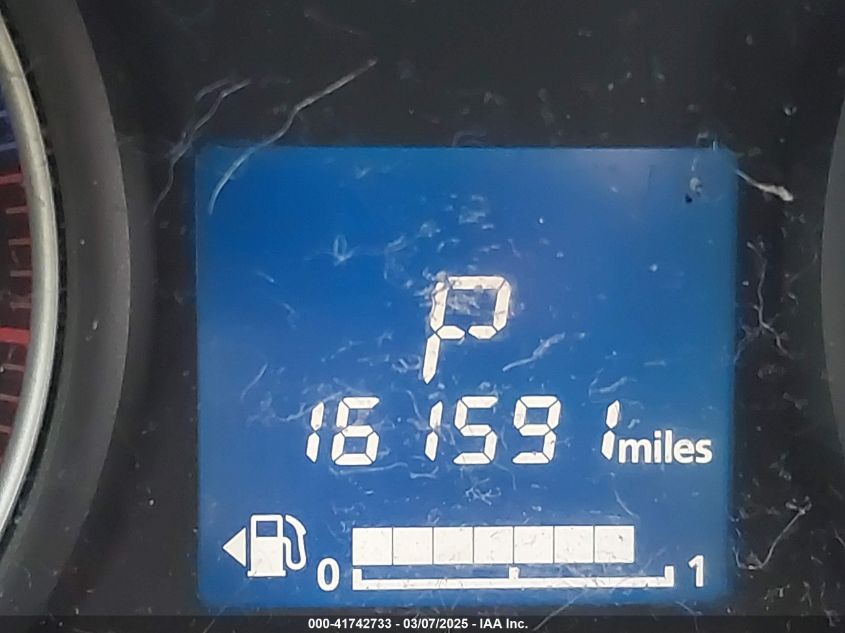 P
161591 miles
0 1
000-41742733 - 03/07/2025 - IAA Inc.